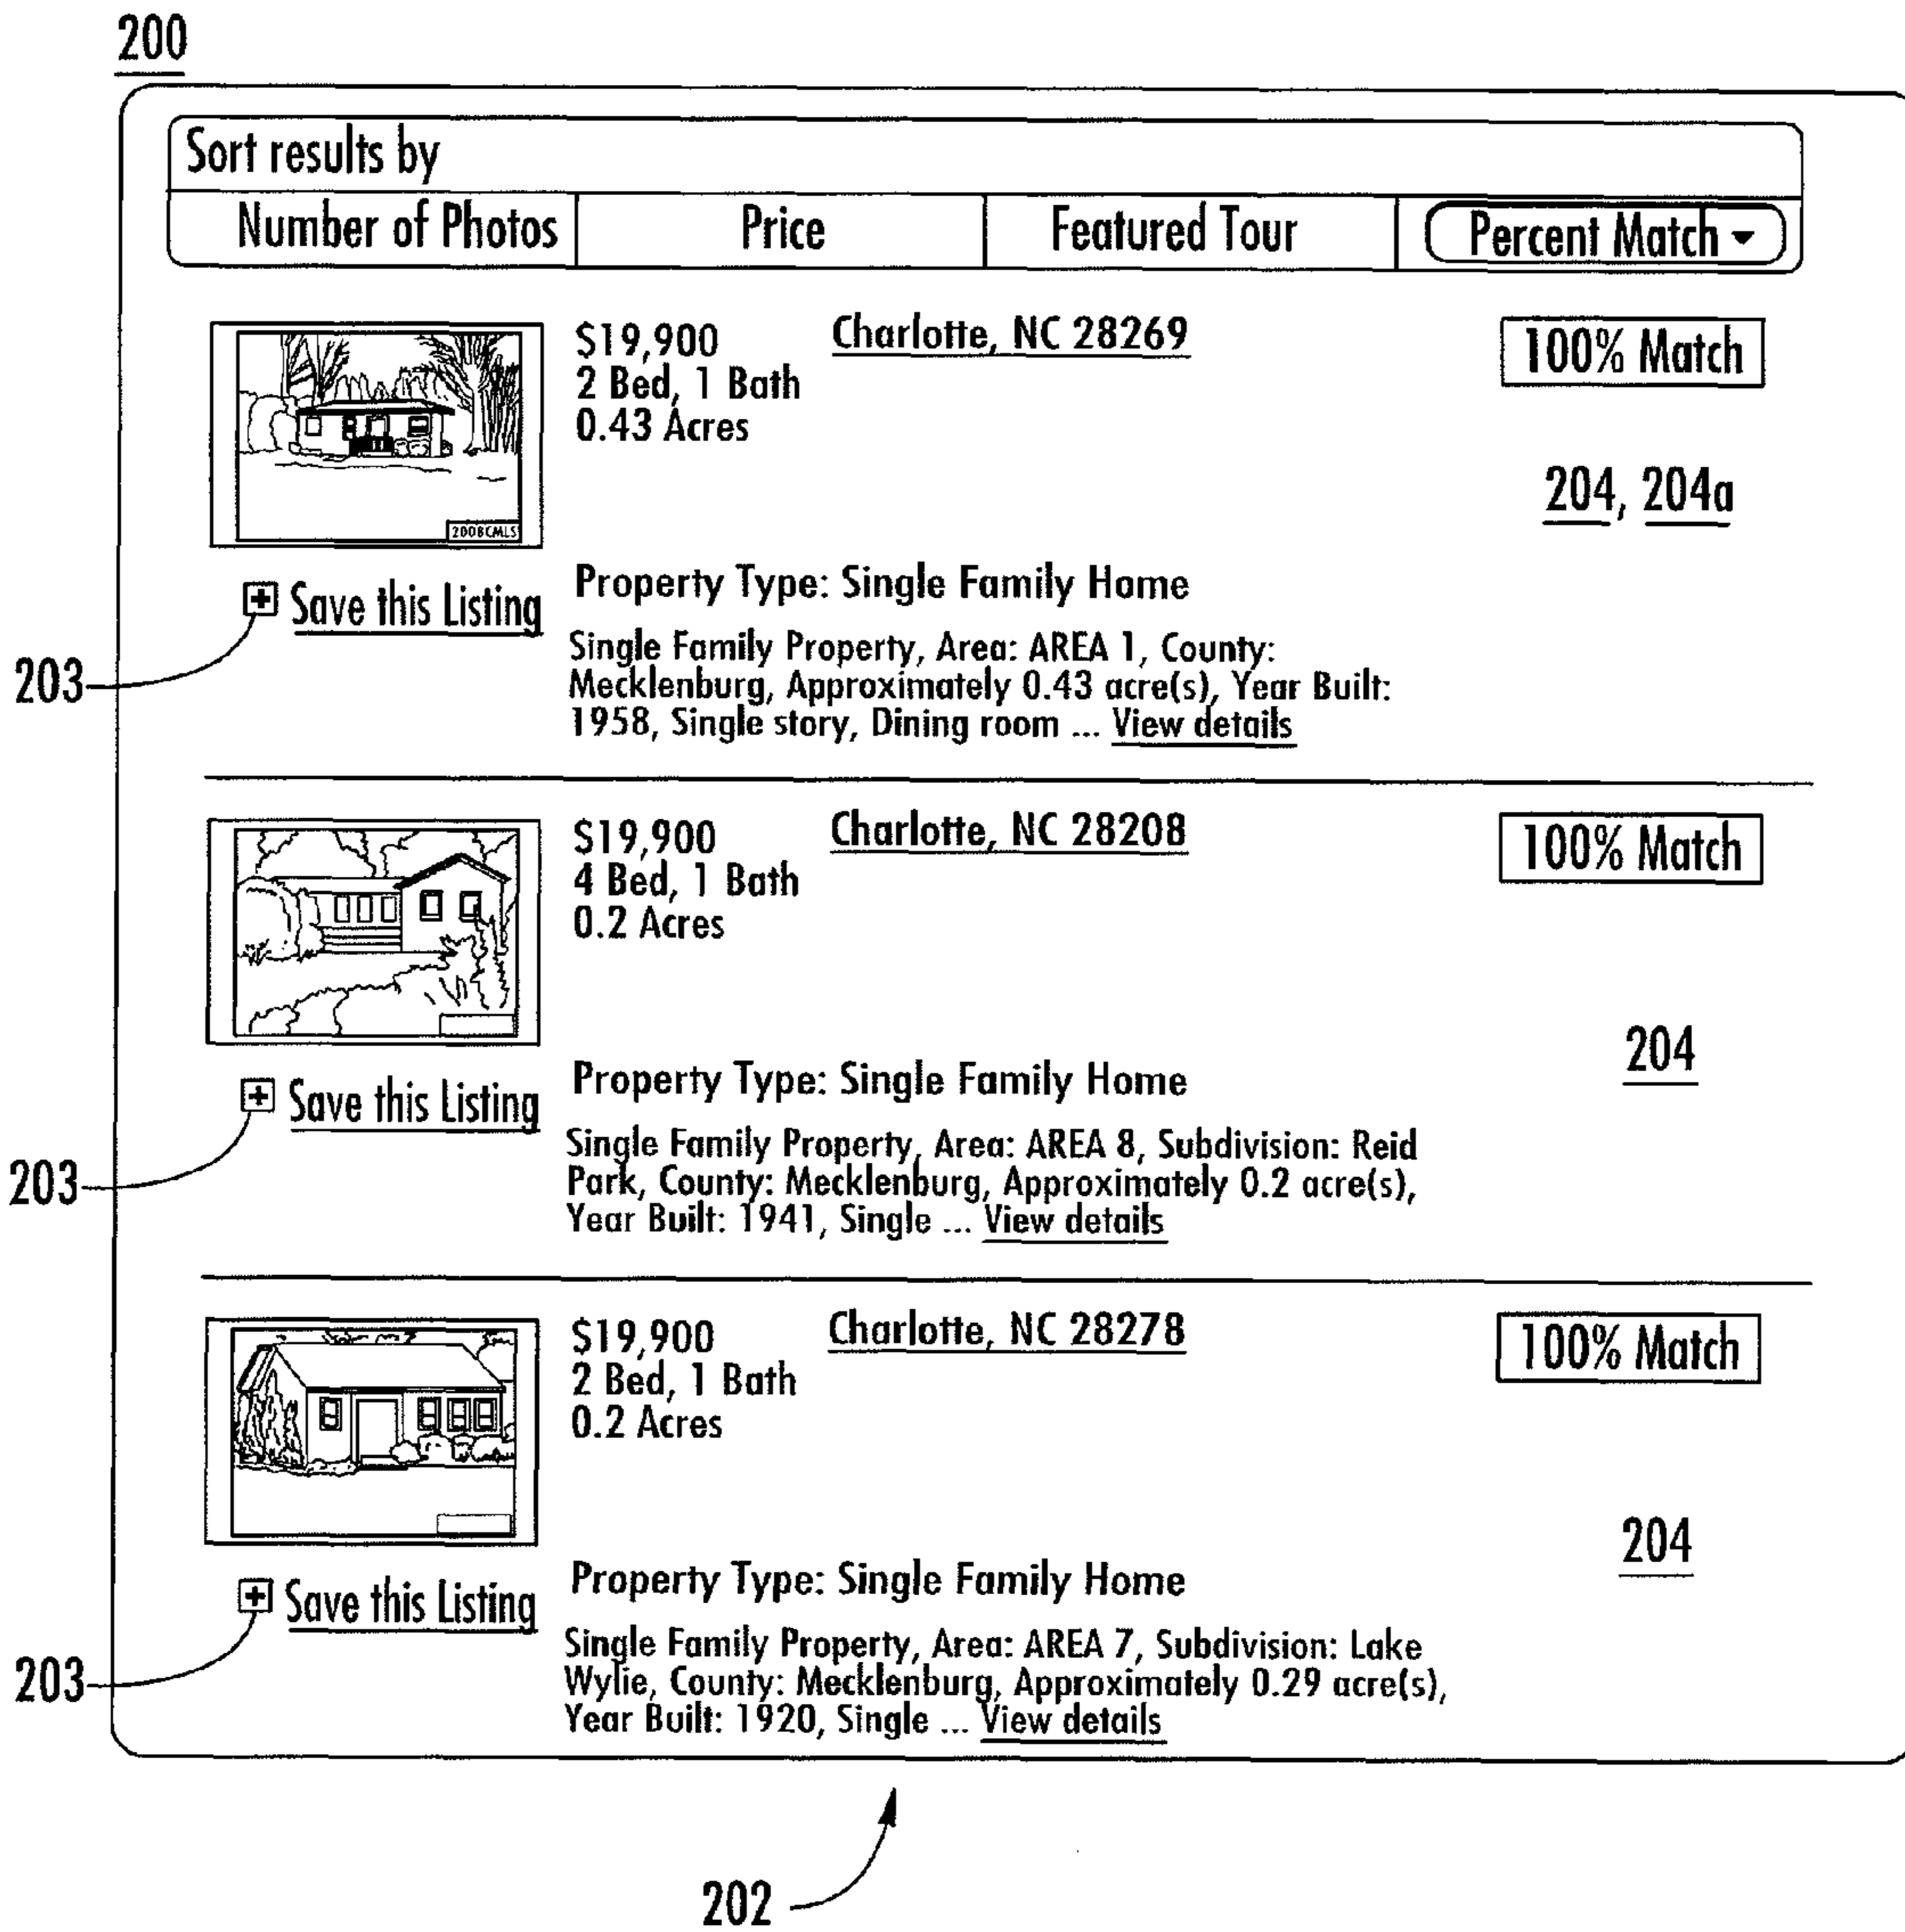 200
Sort results by
Number of Photos Price Featured Tour Percent Match
$19,900 Charlotte, NC 28269 100% Match
2 Bed, 1 Bath
0.43 Acres
204, 204a
2008CMLS
Property Type: Single Family Home
Save this Listing
203
Single Family Property, Area: AREA 1, County:
Mecklenburg, Approximately 0.43 acre(s), Year Built:
1958, Single story, Dining room ... View details
$19,900 Charlotte, NC 28208 100% Match
4 Bed, 1 Bath
0.2 Acres
204
Property Type: Single Family Home
Save this Listing
203
Single Family Property, Area: AREA 8, Subdivision: Reid
Park, County: Mecklenburg, Approximately 0.2 acre(s),
Year Built: 1941, Single ... View details
$19,900 Charlotte, NC 28278 100% Match
2 Bed, 1 Bath
0.2 Acres
204
Property Type: Single Family Home
Save this Listing
203
Single Family Property, Area: AREA 7, Subdivision: Lake
Wylie, County: Mecklenburg, Approximately 0.29 acre(s),
Year Built: 1920, Single ... View details
202